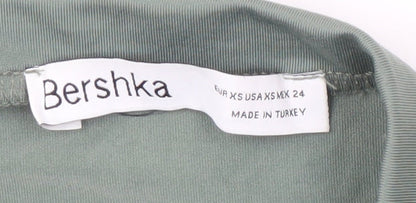 Bershka
EUR XS USA XS MEX 24
MADE IN TURKEY